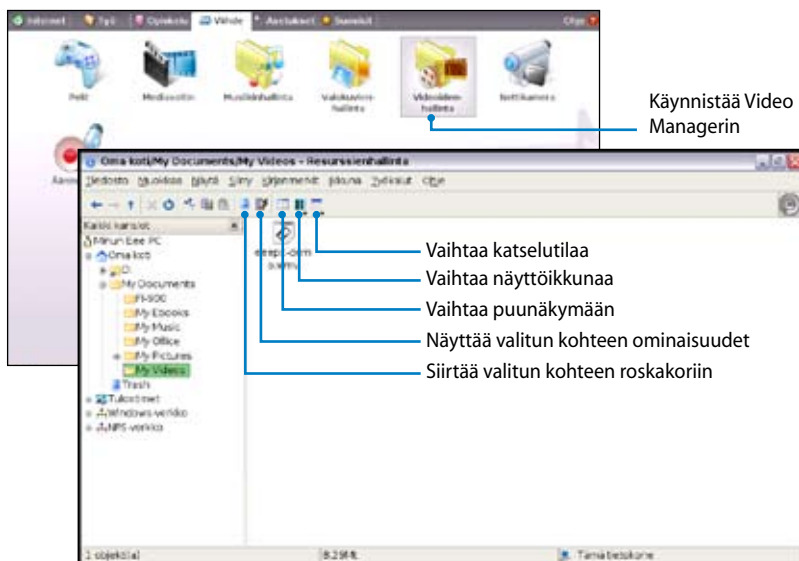 Internet Työ Opiskelu Viihde Asetukset Suosikit Ohje
Pelit
Mediasoitin
Musiikinhallinta
Valokuvien-
hallinta
Videoiden-
hallinta
Nettikamera
Käynnistää Video
Managerin
Oma koti/My Documents/My Videos - Resurssienhallinta
Tiedosto Muokkaa Näytä Siirry Kirjanmerkit Ikkuna Työkalut Ohje
Kaikki kansiot
Minun Eee PC
Oma koti
D:
My Documents
My Ebooks
My Music
My Office
My Pictures
My Videos
Trash
Tulostimet
Windows-verkko
NFS-verkko
Vaihtaa katselutilaa
Vaihtaa näyttöikkunaa
Vaihtaa puunäkymään
Näyttää valitun kohteen ominaisuudet
Siirtää valitun kohteen roskakoriin
1 objekti(a)
Tämä tietokone